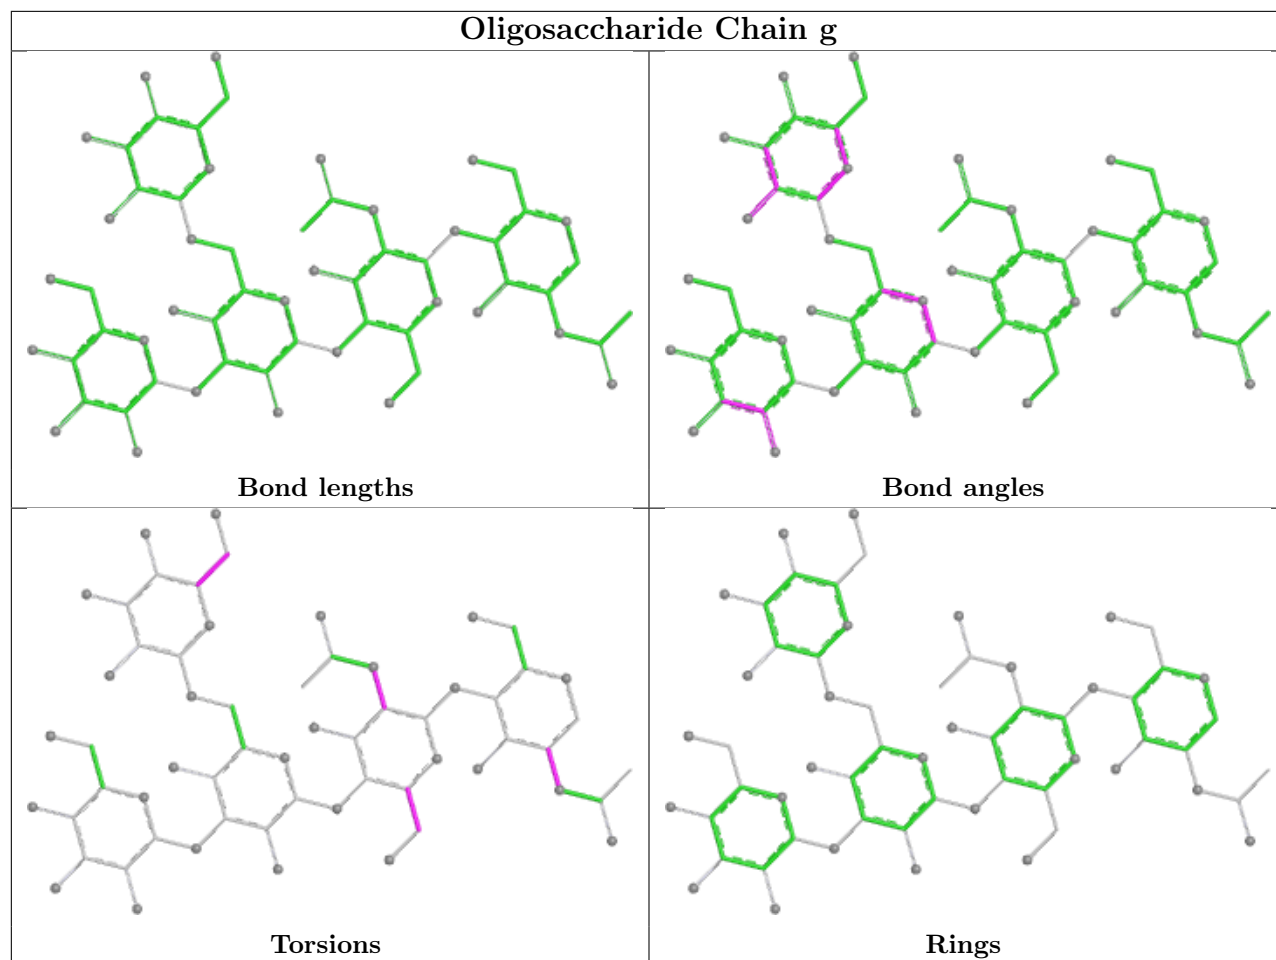 Oligosaccharide Chain g
Bond lengths
Bond angles
Torsions
Rings